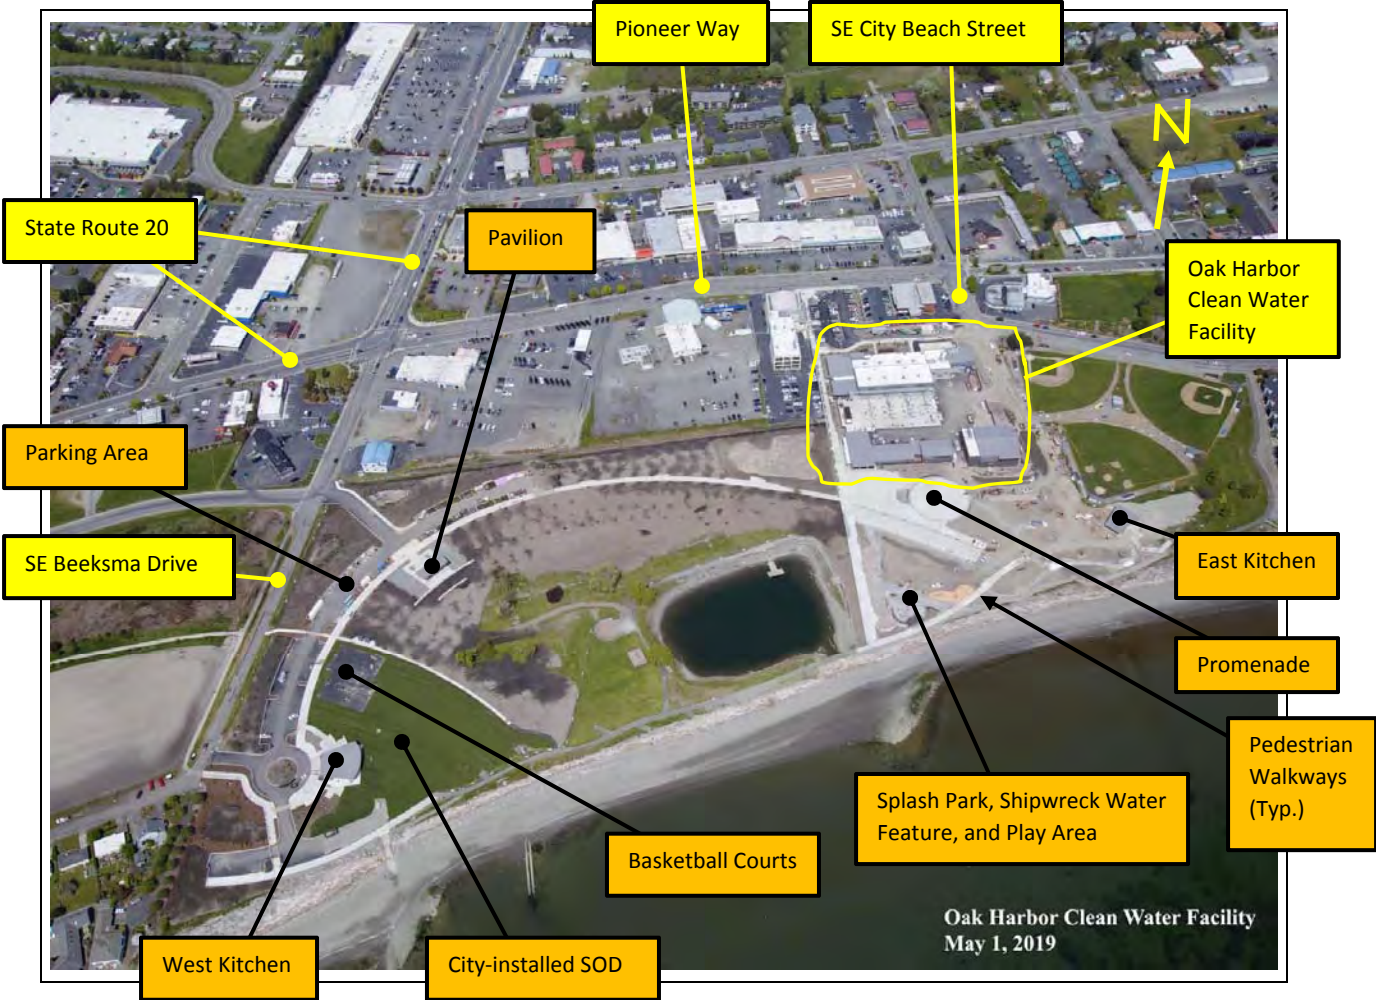 Pioneer Way
SE City Beach Street
N
State Route 20
Pavilion
Oak Harbor
Clean Water
Facility
Parking Area
SE Beeksma Drive
East Kitchen
Promenade
Pedestrian
Walkways
(Typ.)
Splash Park, Shipwreck Water
Feature, and Play Area
Basketball Courts
West Kitchen
City-installed SOD
Oak Harbor Clean Water Facility
May 1, 2019